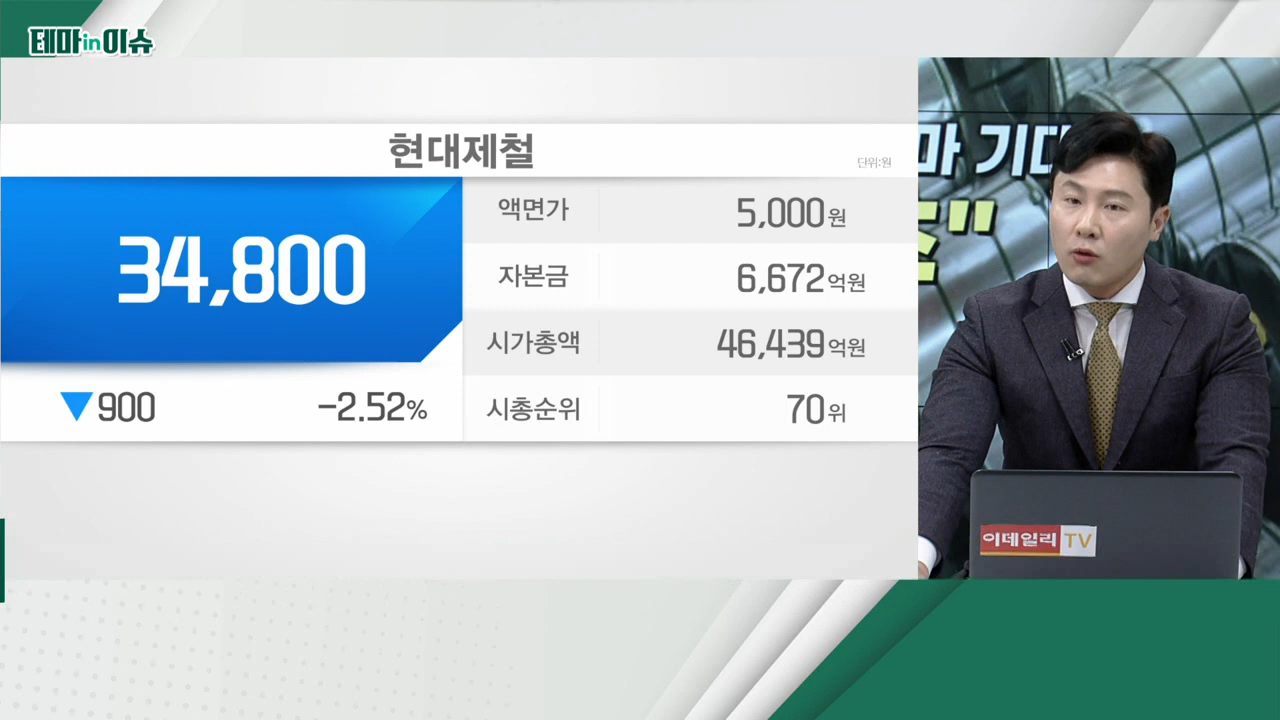 테마in이슈
현대제철
단위:원
34,800
▼900 -2.52%
액면가 5,000원
자본금 6,672억원
시가총액 46,439억원
시총순위 70위
마 기대
"
이데일리TV